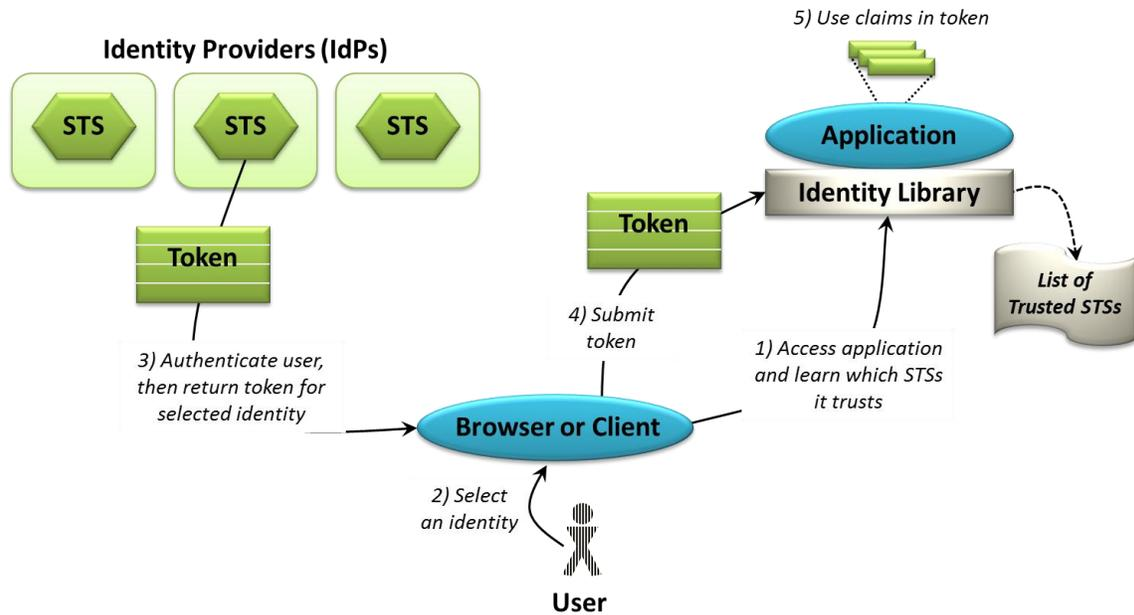 5) Use claims in token
Identity Providers (IdPs)
STS
STS
STS
Application
Identity Library
Token
Token
List of
Trusted STSs
3) Authenticate user,
then return token for
selected identity
4) Submit
token
1) Access application
and learn which STSs
it trusts
Browser or Client
2) Select
an identity
User